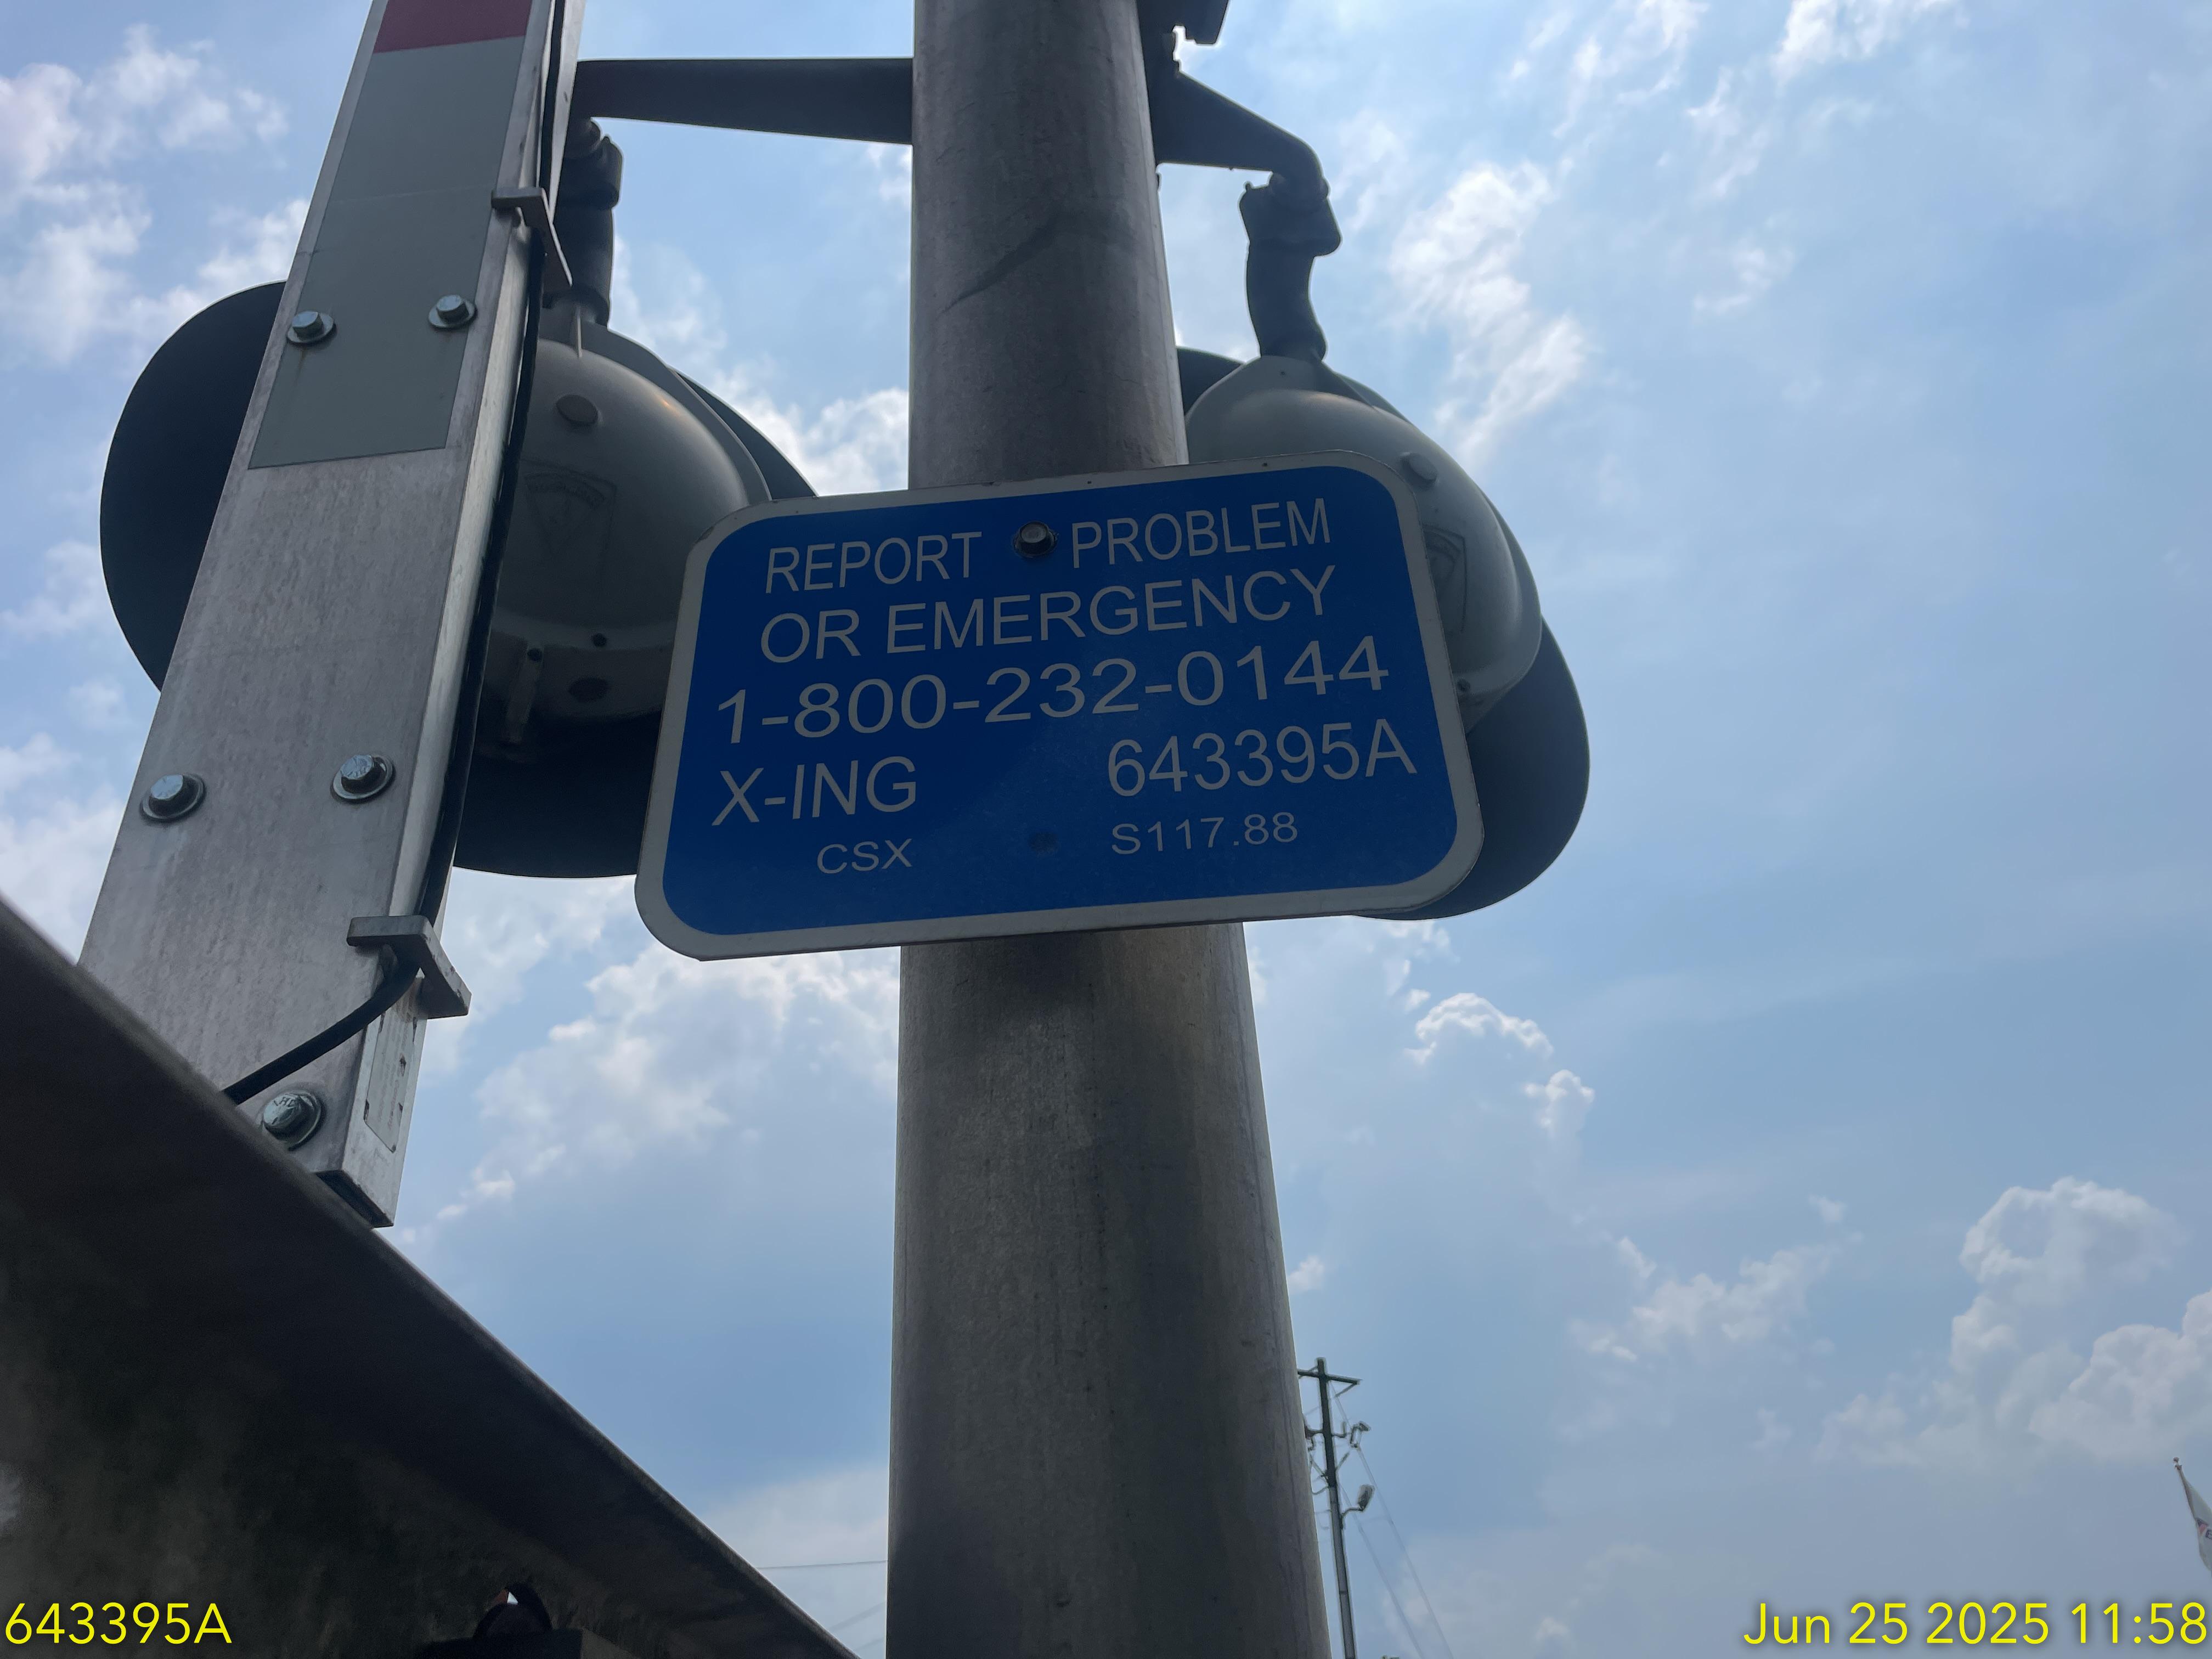 REPORT PROBLEM
OR EMERGENCY
1-800-232-0144
X-ING 643395A
CSX S117.88
643395A
Jun 25 2025 11:58